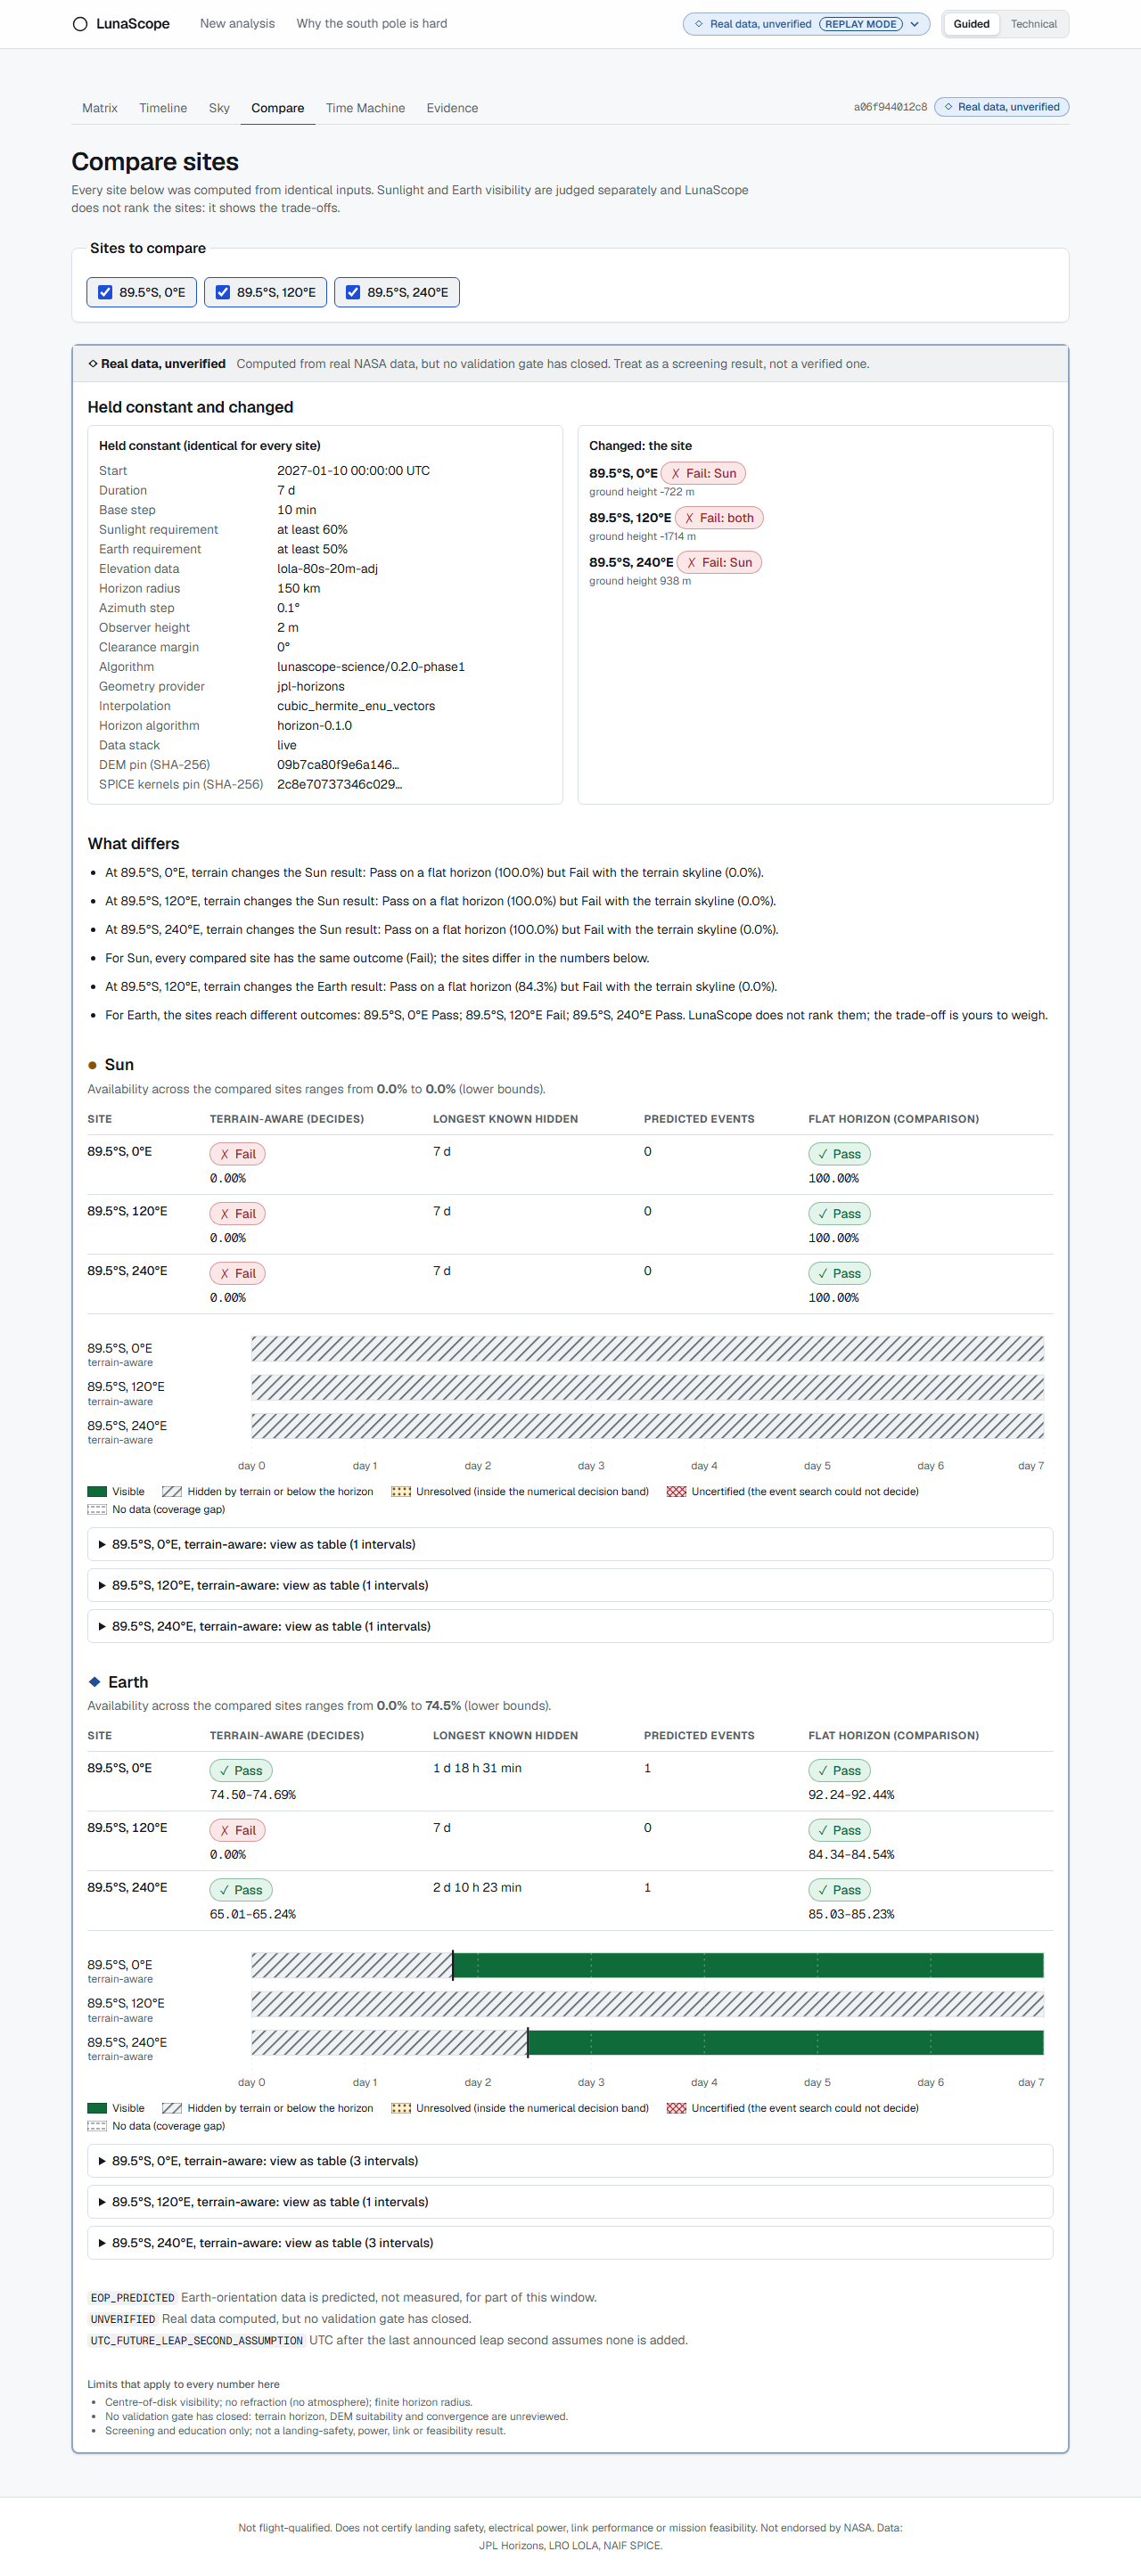 LunaScope New analysis Why the south pole is hard ◇ Real data, unverified REPLAY MODE Guided Technical
Matrix Timeline Sky Compare Time Machine Evidence a06f944012c8 ◇ Real data, unverified
Compare sites
Every site below was computed from identical inputs. Sunlight and Earth visibility are judged separately and LunaScope
does not rank the sites: it shows the trade-offs.
Sites to compare
89.5°S, 0°E 89.5°S, 120°E 89.5°S, 240°E
◇ Real data, unverified Computed from real NASA data, but no validation gate has closed. Treat as a screening result, not a verified one.
Held constant and changed
Held constant (identical for every site)
Start 2027-01-10 00:00:00 UTC
Duration 7 d
Base step 10 min
Sunlight requirement at least 60%
Earth requirement at least 50%
Elevation data lola-80s-20m-adj
Horizon radius 150 km
Azimuth step 0.1°
Observer height 2 m
Clearance margin 0°
Algorithm lunascope-science/0.2.0-phase1
Geometry provider jpl-horizons
Interpolation cubic_hermite_enu_vectors
Horizon algorithm horizon-0.1.0
Data stack live
DEM pin (SHA-256) 09b7ca80f9e6a146…
SPICE kernels pin (SHA-256) 2c8e70737346c029…
Changed: the site
89.5°S, 0°E ✗ Fail: Sun
ground height -722 m
89.5°S, 120°E ✗ Fail: both
ground height -1714 m
89.5°S, 240°E ✗ Fail: Sun
ground height 938 m
What differs
• At 89.5°S, 0°E, terrain changes the Sun result: Pass on a flat horizon (100.0%) but Fail with the terrain skyline (0.0%).
• At 89.5°S, 120°E, terrain changes the Sun result: Pass on a flat horizon (100.0%) but Fail with the terrain skyline (0.0%).
• At 89.5°S, 240°E, terrain changes the Sun result: Pass on a flat horizon (100.0%) but Fail with the terrain skyline (0.0%).
• For Sun, every compared site has the same outcome (Fail); the sites differ in the numbers below.
• At 89.5°S, 120°E, terrain changes the Earth result: Pass on a flat horizon (84.3%) but Fail with the terrain skyline (0.0%).
• For Earth, the sites reach different outcomes: 89.5°S, 0°E Pass; 89.5°S, 120°E Fail; 89.5°S, 240°E Pass. LunaScope does not rank them; the trade-off is yours to weigh.
Sun
Availability across the compared sites ranges from 0.0% to 0.0% (lower bounds).
SITE TERRAIN-AWARE (DECIDES) LONGEST KNOWN HIDDEN PREDICTED EVENTS FLAT HORIZON (COMPARISON)
89.5°S, 0°E ✗ Fail 7 d 0 ✓ Pass
0.00% 100.00%
89.5°S, 120°E ✗ Fail 7 d 0 ✓ Pass
0.00% 100.00%
89.5°S, 240°E ✗ Fail 7 d 0 ✓ Pass
0.00% 100.00%
89.5°S, 0°E
terrain-aware
89.5°S, 120°E
terrain-aware
89.5°S, 240°E
terrain-aware
day 0 day 1 day 2 day 3 day 4 day 5 day 6 day 7
Visible Hidden by terrain or below the horizon Unresolved (inside the numerical decision band) Uncertified (the event search could not decide)
No data (coverage gap)
▶ 89.5°S, 0°E, terrain-aware: view as table (1 intervals)
▶ 89.5°S, 120°E, terrain-aware: view as table (1 intervals)
▶ 89.5°S, 240°E, terrain-aware: view as table (1 intervals)
Earth
Availability across the compared sites ranges from 0.0% to 74.5% (lower bounds).
SITE TERRAIN-AWARE (DECIDES) LONGEST KNOWN HIDDEN PREDICTED EVENTS FLAT HORIZON (COMPARISON)
89.5°S, 0°E ✓ Pass 1 d 18 h 31 min 1 ✓ Pass
74.50–74.69% 92.24–92.44%
89.5°S, 120°E ✗ Fail 7 d 0 ✓ Pass
0.00% 84.34–84.54%
89.5°S, 240°E ✓ Pass 2 d 10 h 23 min 1 ✓ Pass
65.01–65.24% 85.03–85.23%
89.5°S, 0°E
terrain-aware
89.5°S, 120°E
terrain-aware
89.5°S, 240°E
terrain-aware
day 0 day 1 day 2 day 3 day 4 day 5 day 6 day 7
Visible Hidden by terrain or below the horizon Unresolved (inside the numerical decision band) Uncertified (the event search could not decide)
No data (coverage gap)
▶ 89.5°S, 0°E, terrain-aware: view as table (3 intervals)
▶ 89.5°S, 120°E, terrain-aware: view as table (1 intervals)
▶ 89.5°S, 240°E, terrain-aware: view as table (3 intervals)
EOP_PREDICTED Earth-orientation data is predicted, not measured, for part of this window.
UNVERIFIED Real data computed, but no validation gate has closed.
UTC_FUTURE_LEAP_SECOND_ASSUMPTION UTC after the last announced leap second assumes none is added.
Limits that apply to every number here
• Centre-of-disk visibility; no refraction (no atmosphere); finite horizon radius.
• No validation gate has closed: terrain horizon, DEM suitability and convergence are unreviewed.
• Screening and education only; not a landing-safety, power, link or feasibility result.
Not flight-qualified. Does not certify landing safety, electrical power, link performance or mission feasibility. Not endorsed by NASA. Data:
JPL Horizons, LRO LOLA, NAIF SPICE.